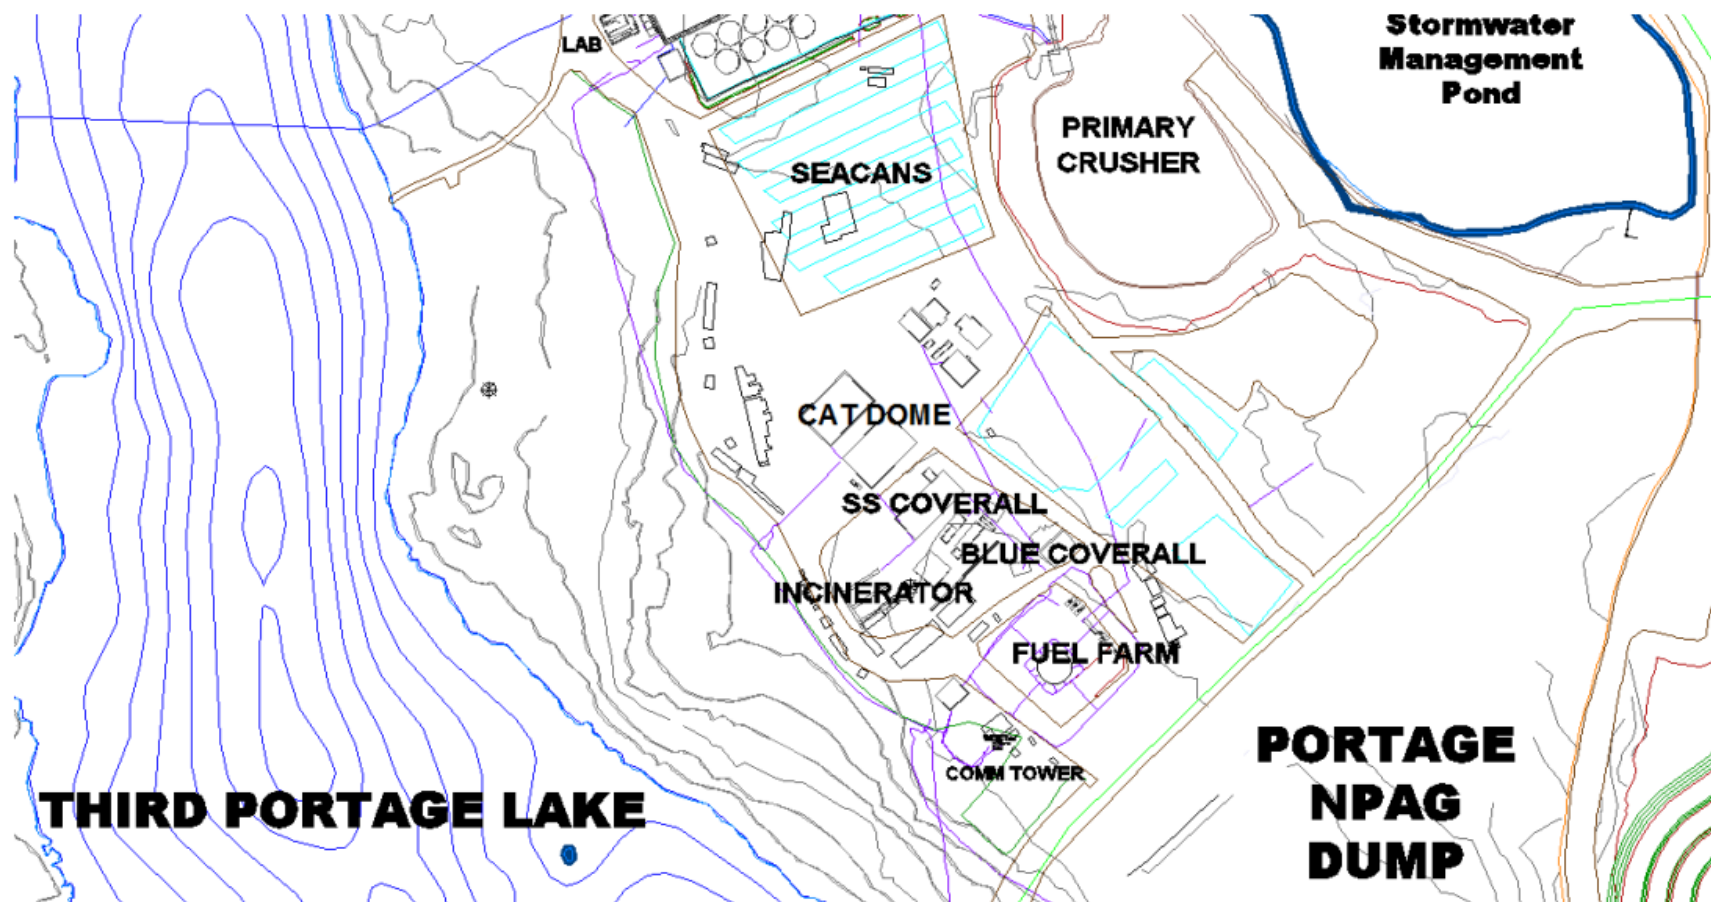 Stormwater
Management
Pond
LAB
PRIMARY
CRUSHER
SEACANS
CAT DOME
SS COVERALL
BLUE COVERALL
INCINERATOR
FUEL FARM
COMM TOWER
PORTAGE
NPAG
DUMP
THIRD PORTAGE LAKE